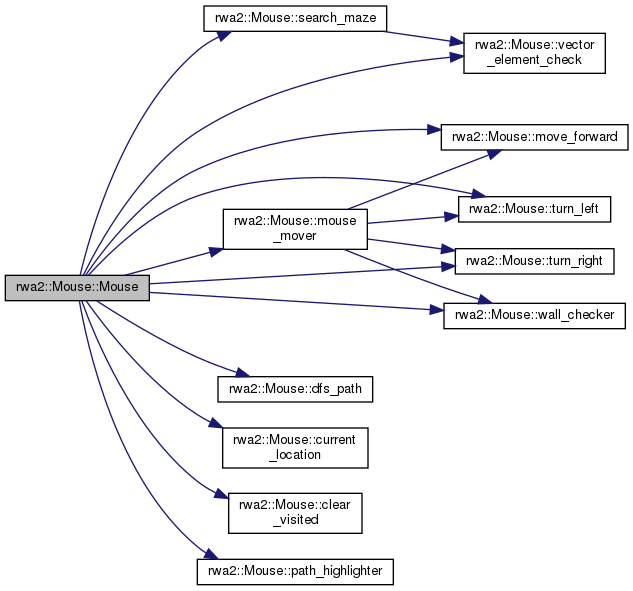 rwa2::Mouse::search_maze
rwa2::Mouse::vector
_element_check
rwa2::Mouse::move_forward
rwa2::Mouse::turn_left
rwa2::Mouse::mouse
_mover
rwa2::Mouse::turn_right
rwa2::Mouse::Mouse
rwa2::Mouse::wall_checker
rwa2::Mouse::dfs_path
rwa2::Mouse::current
_location
rwa2::Mouse::clear
_visited
rwa2::Mouse::path_highlighter